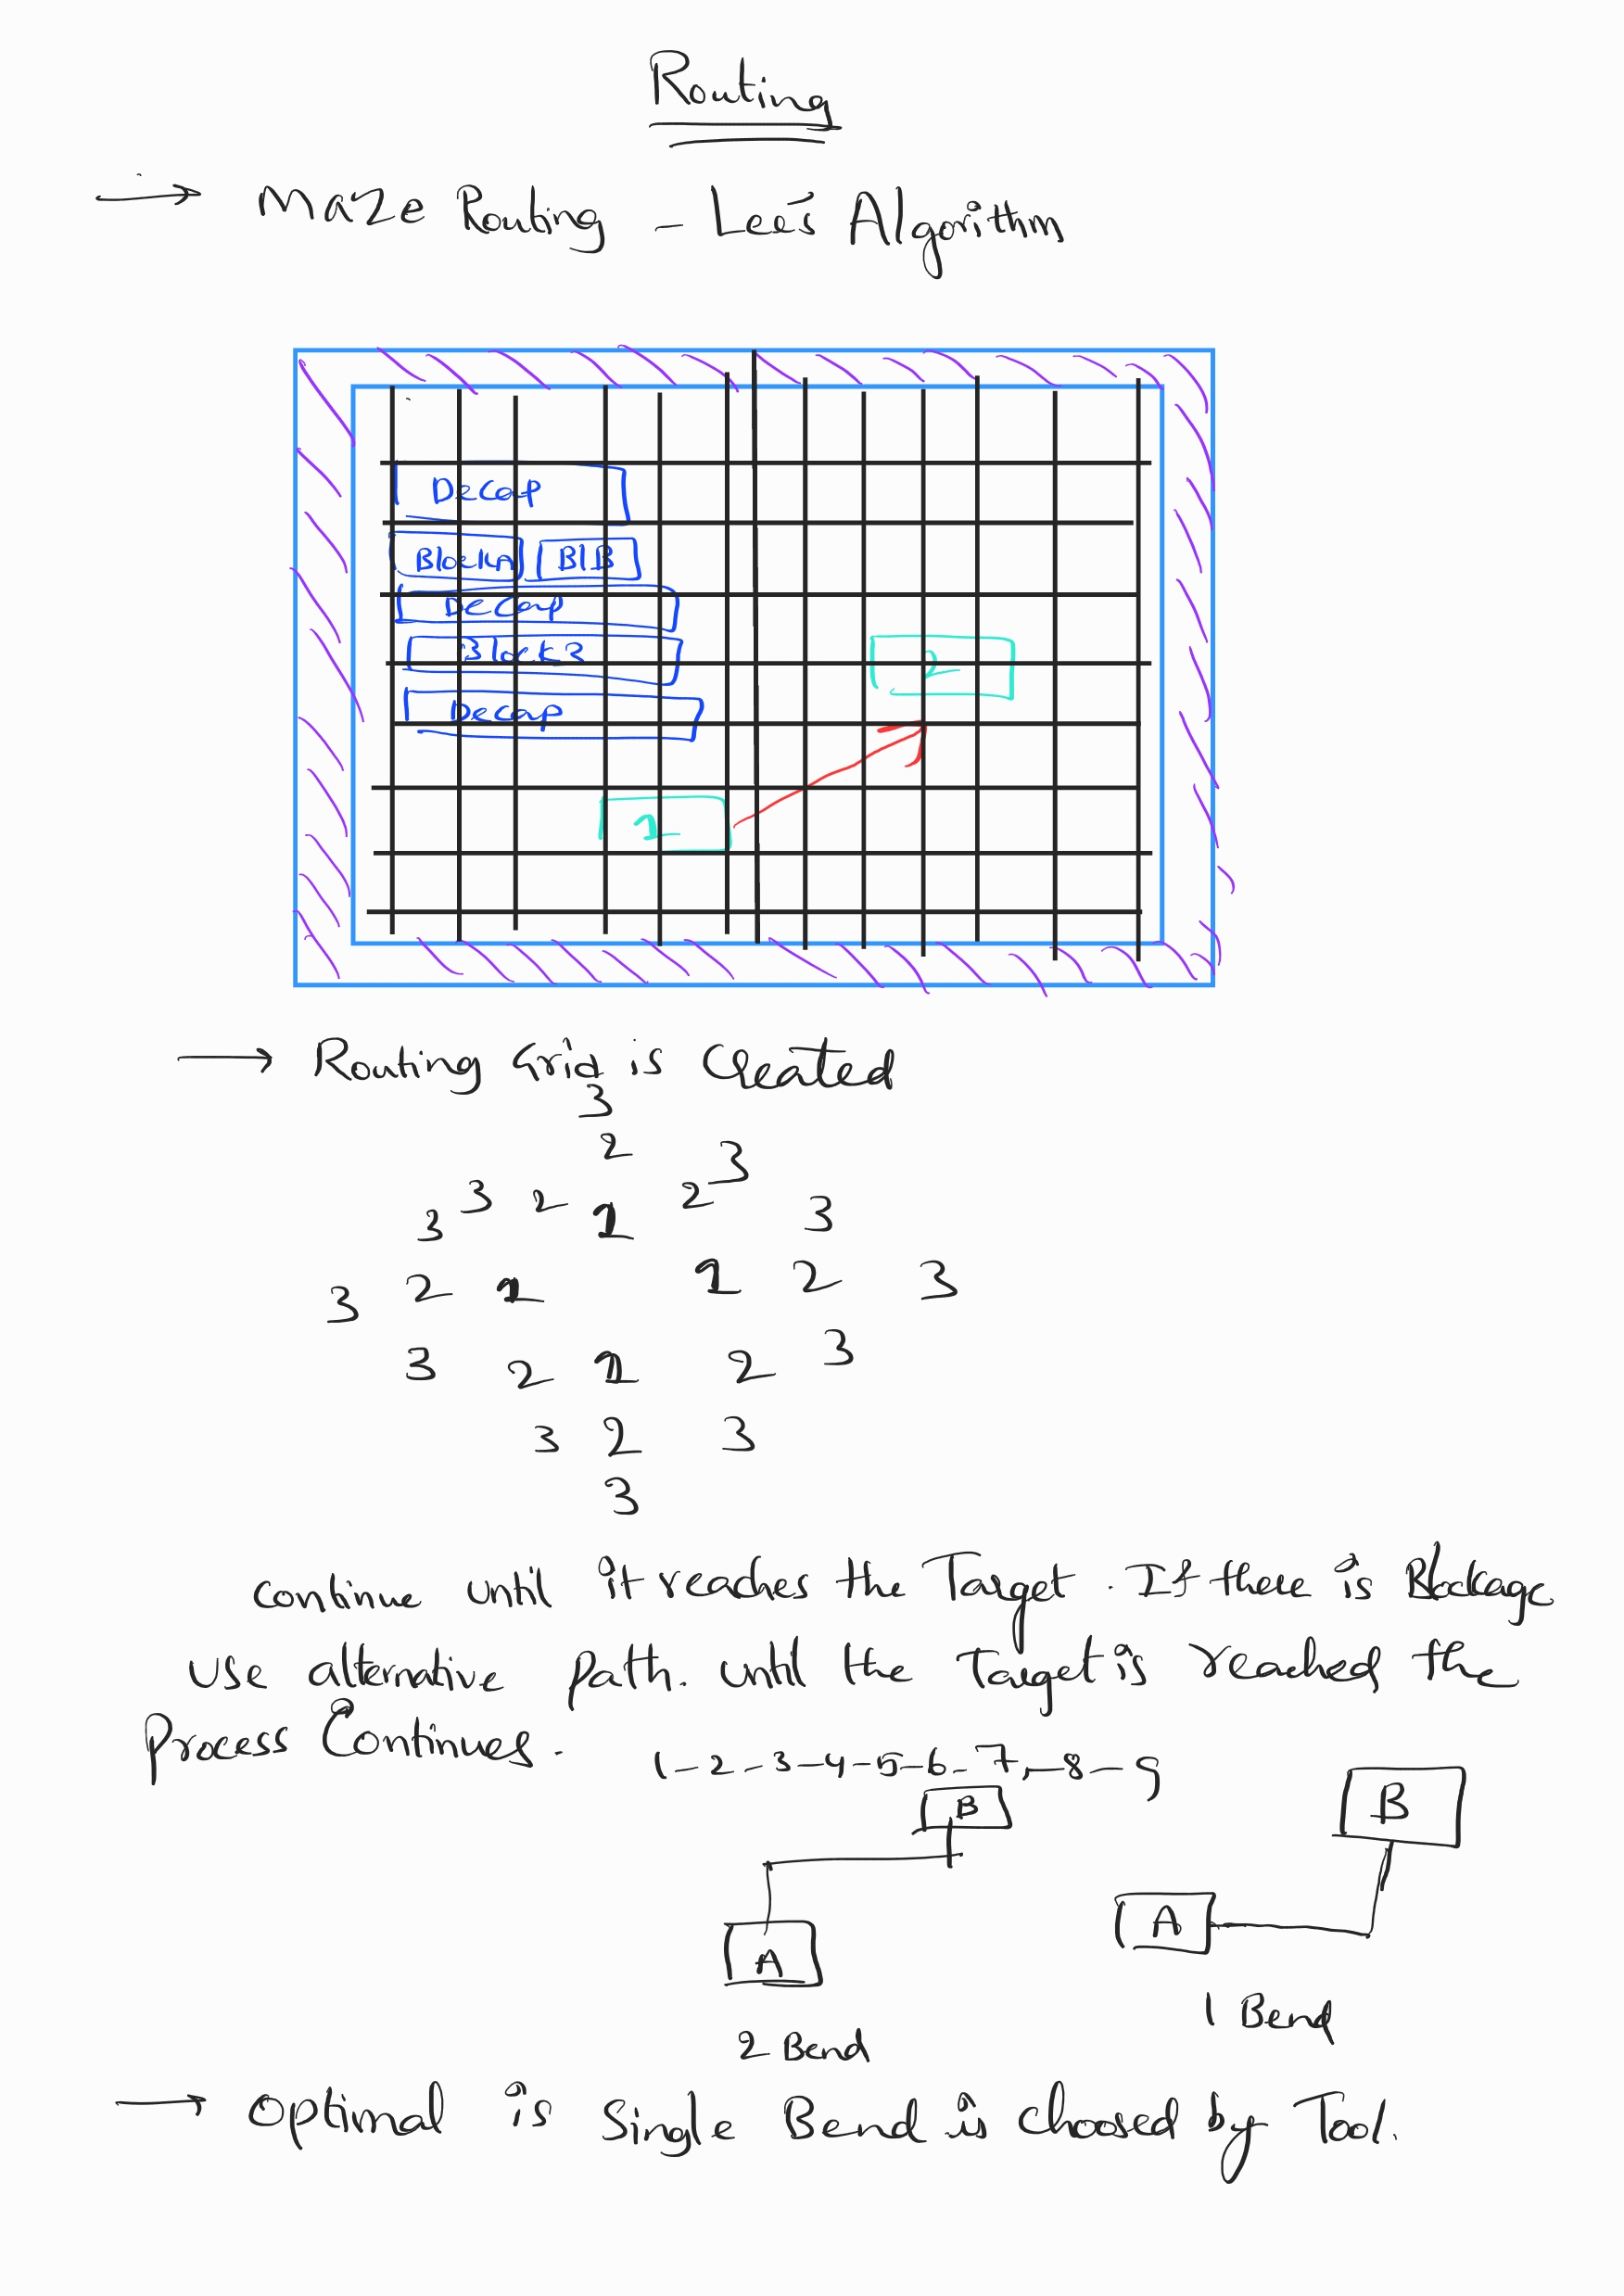 Routing
→ Maze Routing - Lee's Algorithm
Decap
BlockA BlB
Decap
Block3
2
Decap
1
→ Routing Grid is Created
3
2
3
3 2 1 2
3 3
3 2 1 1 2 3
3 2 1 2 3
3 2 3
3
continue until it reaches the Target. If there is Blockage
use alternative path. until the Target is reached the
Process Continues.
1-2-3-4-5-6-7-8-9
B
B
A
A
1 Bend
2 Bend
→ Optimal is Single Bend is choosed by Tool.